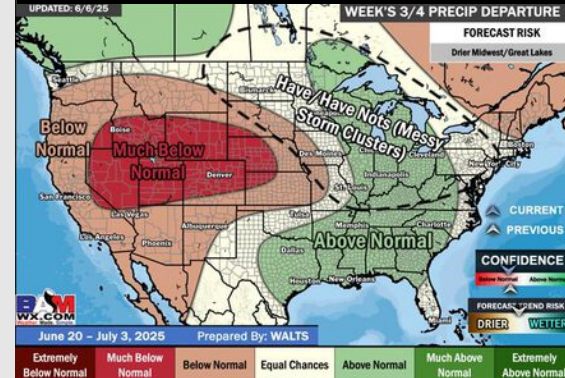 UPDATED: 6/6/25
WEEK'S 3/4 PRECIP DEPARTURE
FORECAST RISK
Drier Midwest/Great Lakes
Seattle
Bismarck
Have/Have Nots (Messy
Storm Clusters)
Boston
Below
Normal
Boise
Much Below
Normal
Des Moines
Cleveland
New York City
Denver
Indianapolis
St. Louis
San Francisco
Las Vegas
Tulsa
CURRENT
PREVIOUS
Los Angeles
Albuquerque
Memphis
Charlotte
Phoenix
Above Normal
Dallas
CONFIDENCE
Below Normal
Above Normal
Houston
New Orleans
FORECAST TREND RISK
DRIER
WETTER
Miami
BAM
WX.COM
June 20 – July 3, 2025
Prepared By: WALTS
Extremely
Below Normal
Much Below
Normal
Below Normal
Equal Chances
Above Normal
Much Above
Normal
Extremely
Above Normal